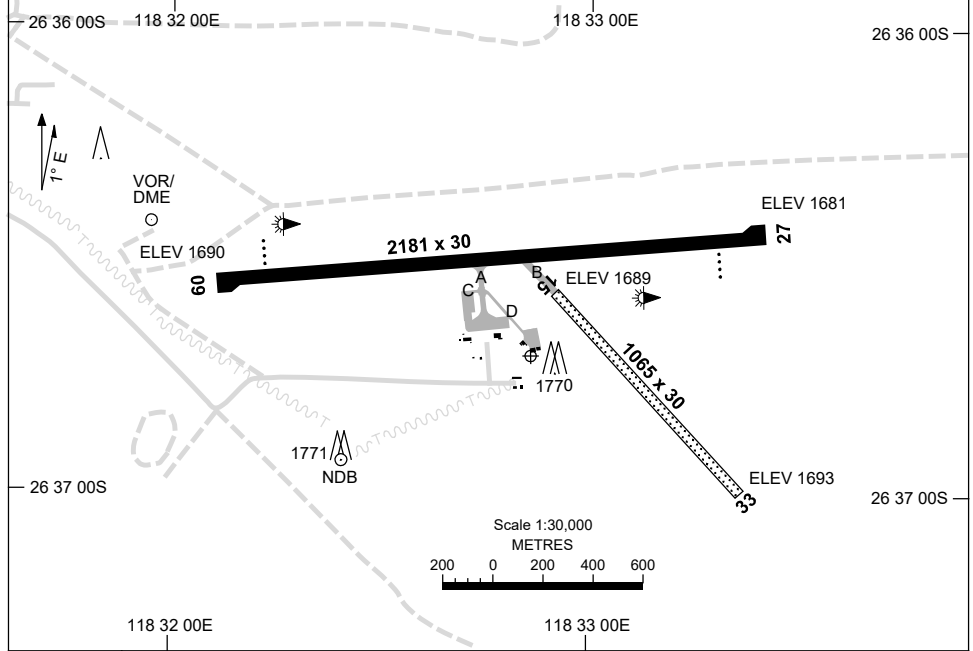 26 36 00S
118 32 00E
118 33 00E
26 36 00S
1° E
VOR/
DME
ELEV 1681
27
ELEV 1690
2181 x 30
09
A
B
ELEV 1689
15
C
D
1065 x 30
1770
1771
NDB
ELEV 1693
33
26 37 00S
26 37 00S
Scale 1:30,000
METRES
200 0 200 400 600
118 32 00E
118 33 00E